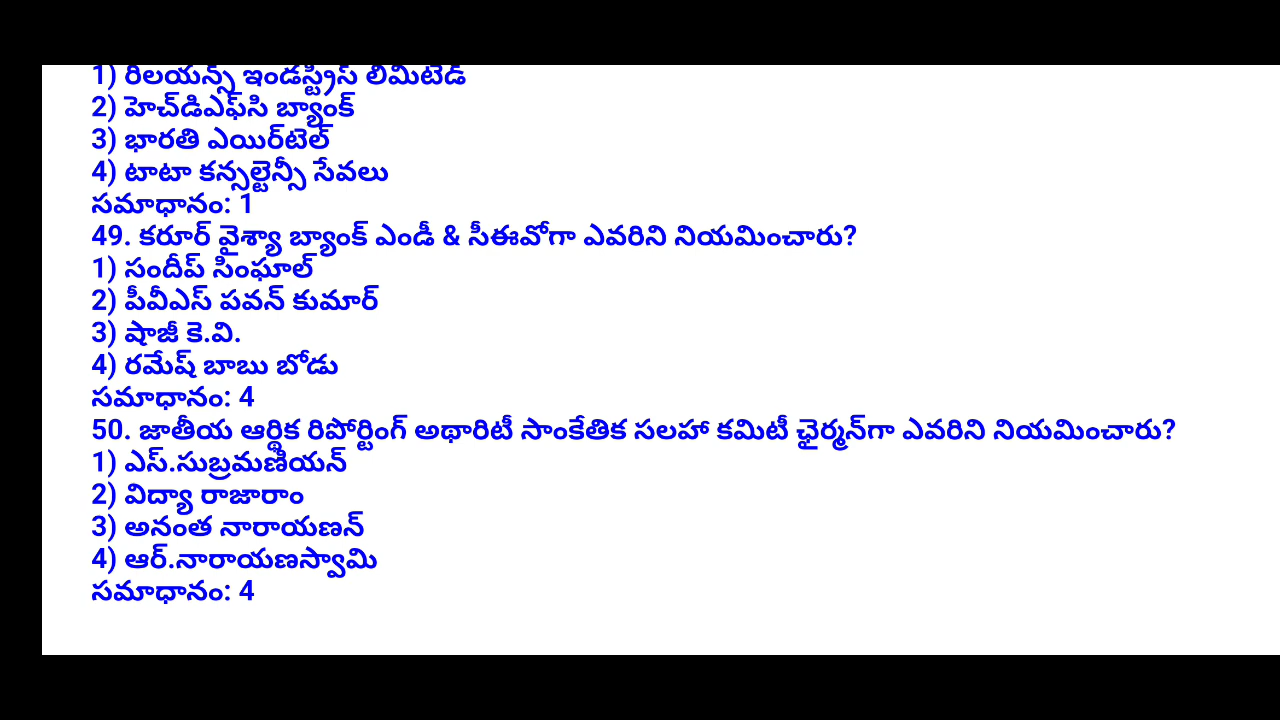 1) రిలయన్స్ ఇండస్ట్రీస్ లిమిటెడ్
2) హెచ్‌డిఎఫ్‌సి బ్యాంక్
3) భారతి ఎయిర్‌టెల్
4) టాటా కన్సల్టెన్సీ సేవలు
సమాధానం: 1
49. కరూర్ వైశ్యా బ్యాంక్ ఎండీ & సీఈవోగా ఎవరిని నియమించారు?
1) సందీప్ సింఘాల్
2) పీవీఎస్ పవన్ కుమార్
3) షాజీ కె.వి.
4) రమేష్ బాబు బోడు
సమాధానం: 4
50. జాతీయ ఆర్థిక రిపోర్టింగ్ అథారిటీ సాంకేతిక సలహా కమిటీ ఛైర్మన్‌గా ఎవరిని నియమించారు?
1) ఎస్.సుబ్రమణియన్
2) విద్యా రాజారాం
3) అనంత నారాయణన్
4) ఆర్.నారాయణస్వామి
సమాధానం: 4